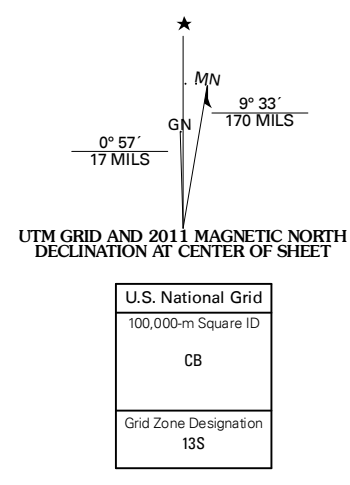 ★
MN
GN
9° 33´
170 MILS
0° 57´
17 MILS
UTM GRID AND 2011 MAGNETIC NORTH
DECLINATION AT CENTER OF SHEET
U.S. National Grid
100,000-m Square ID
CB
Grid Zone Designation
13S